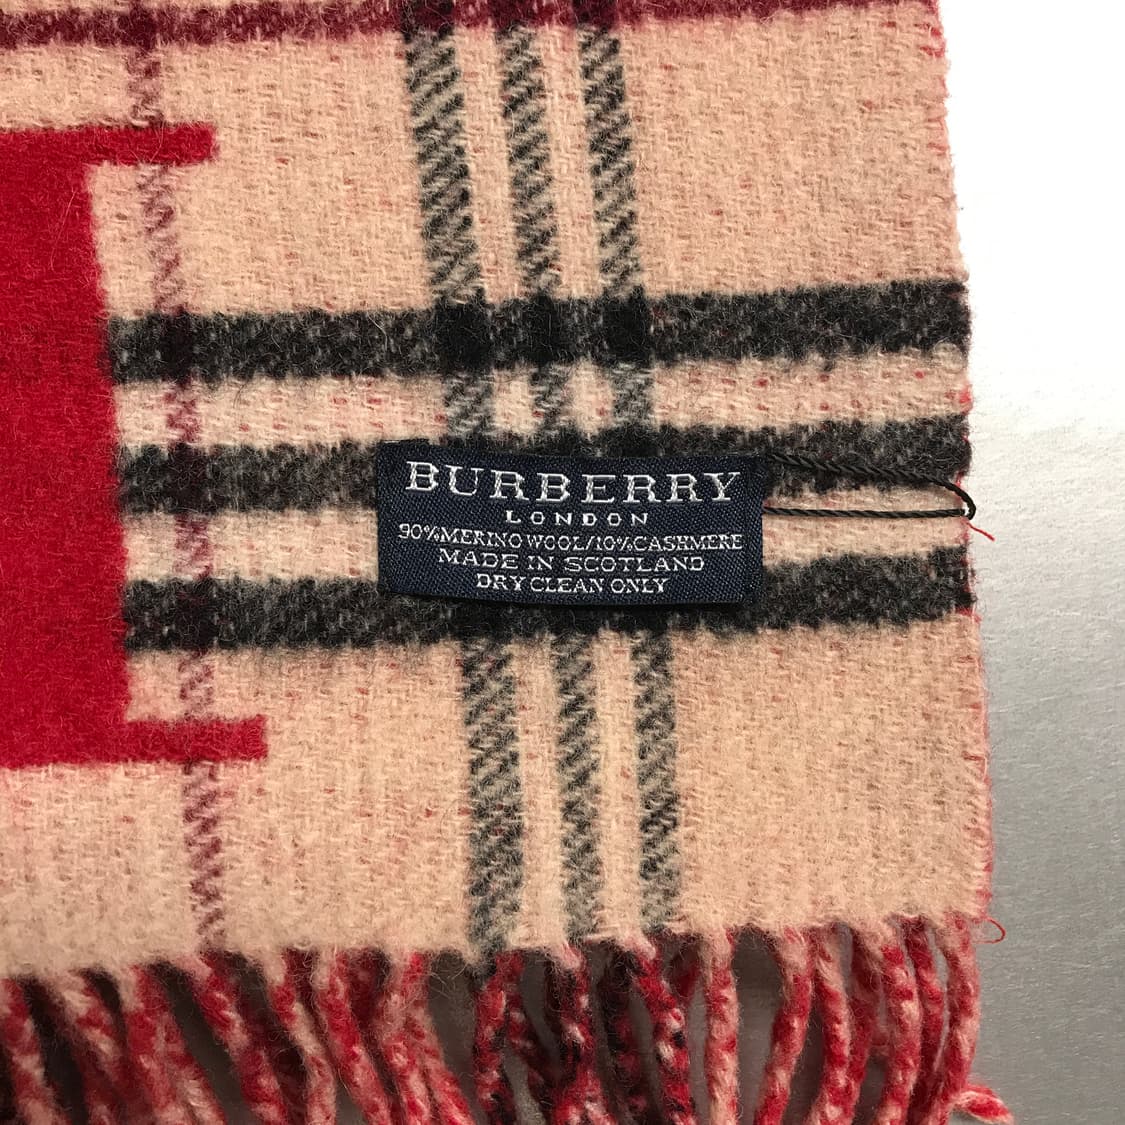 BURBERRY
LONDON
90%MERINO WOOL/10%CASHMERE
MADE IN SCOTLAND
DRY CLEAN ONLY